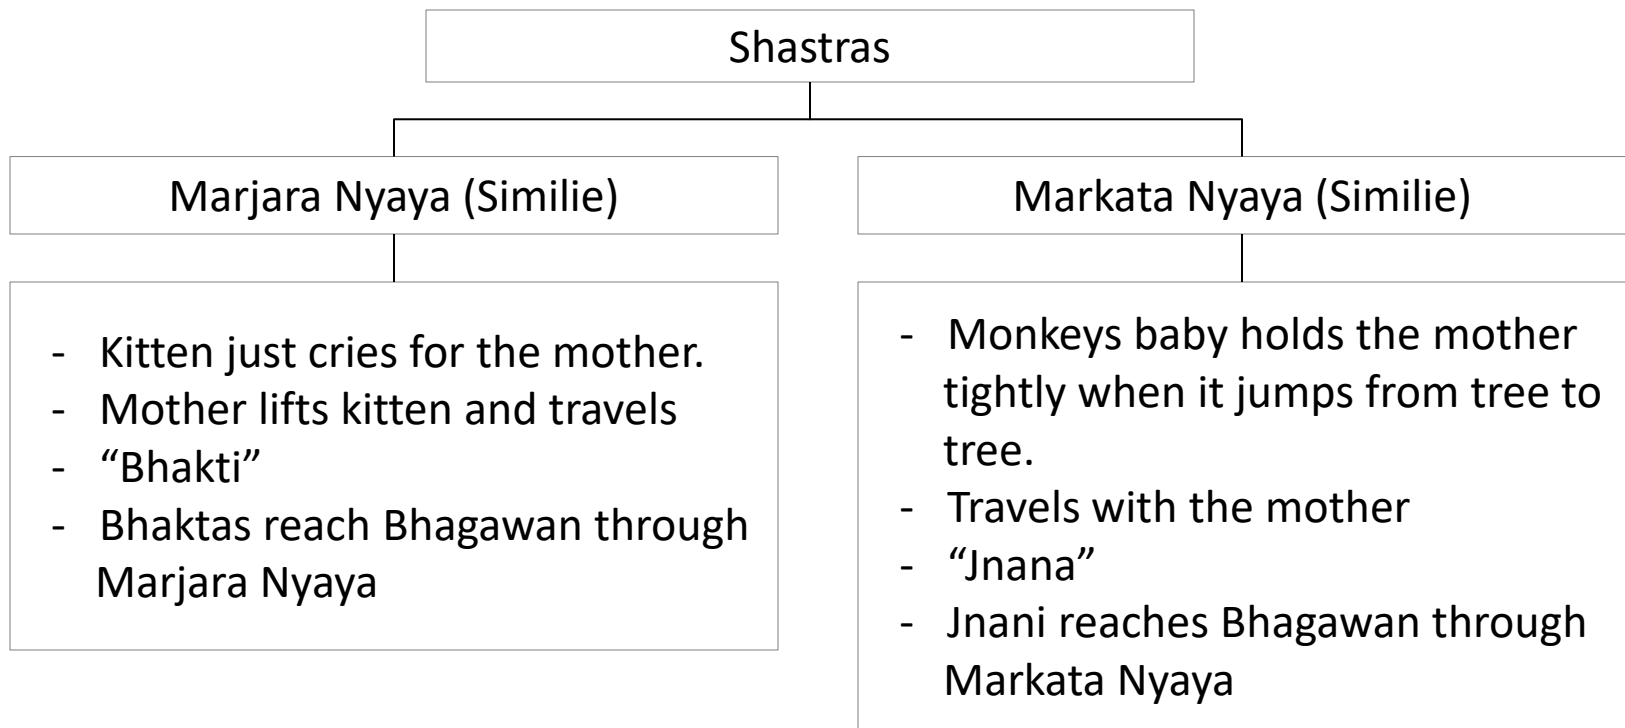 Shastras
Marjara Nyaya (Similie)
- Kitten just cries for the mother.
- Mother lifts kitten and travels
- “Bhakti”
- Bhaktas reach Bhagawan through
Marjara Nyaya
Markata Nyaya (Similie)
- Monkeys baby holds the mother
tightly when it jumps from tree to
tree.
- Travels with the mother
- “Jnana”
- Jnani reaches Bhagawan through
Markata Nyaya